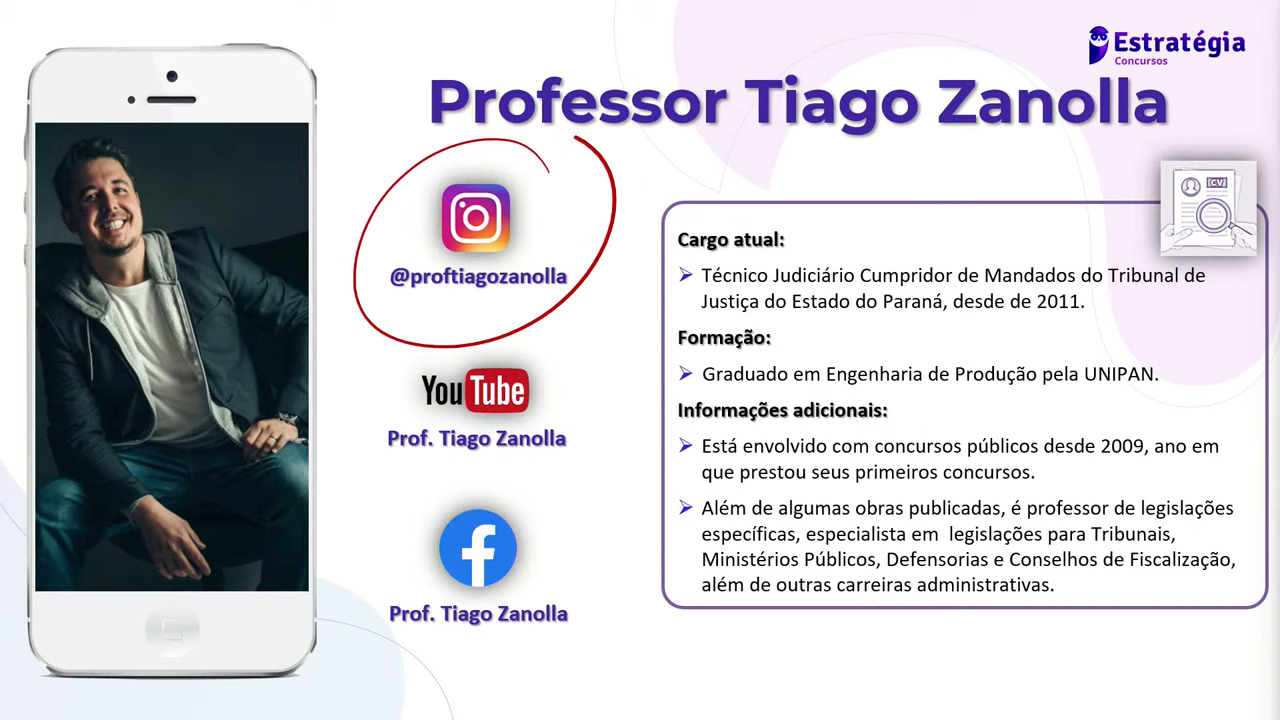 Estratégia
Concursos
Professor Tiago Zanolla
@proftiagozanolla
YouTube
Prof. Tiago Zanolla
Prof. Tiago Zanolla
CV
Cargo atual:
Técnico Judiciário Cumpridor de Mandados do Tribunal de
Justiça do Estado do Paraná, desde de 2011.
Formação:
Graduado em Engenharia de Produção pela UNIPAN.
Informações adicionais:
Está envolvido com concursos públicos desde 2009, ano em
que prestou seus primeiros concursos.
Além de algumas obras publicadas, é professor de legislações
específicas, especialista em legislações para Tribunais,
Ministérios Públicos, Defensorias e Conselhos de Fiscalização,
além de outras carreiras administrativas.